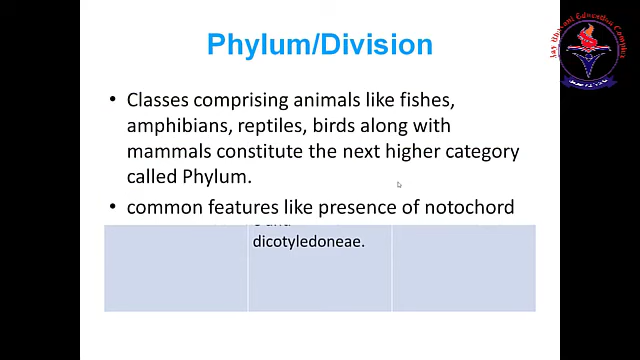 Phylum/Division
• Classes comprising animals like fishes,
amphibians, reptiles, birds along with
mammals constitute the next higher category
called Phylum.
• common features like presence of notochord
dicotyledoneae.